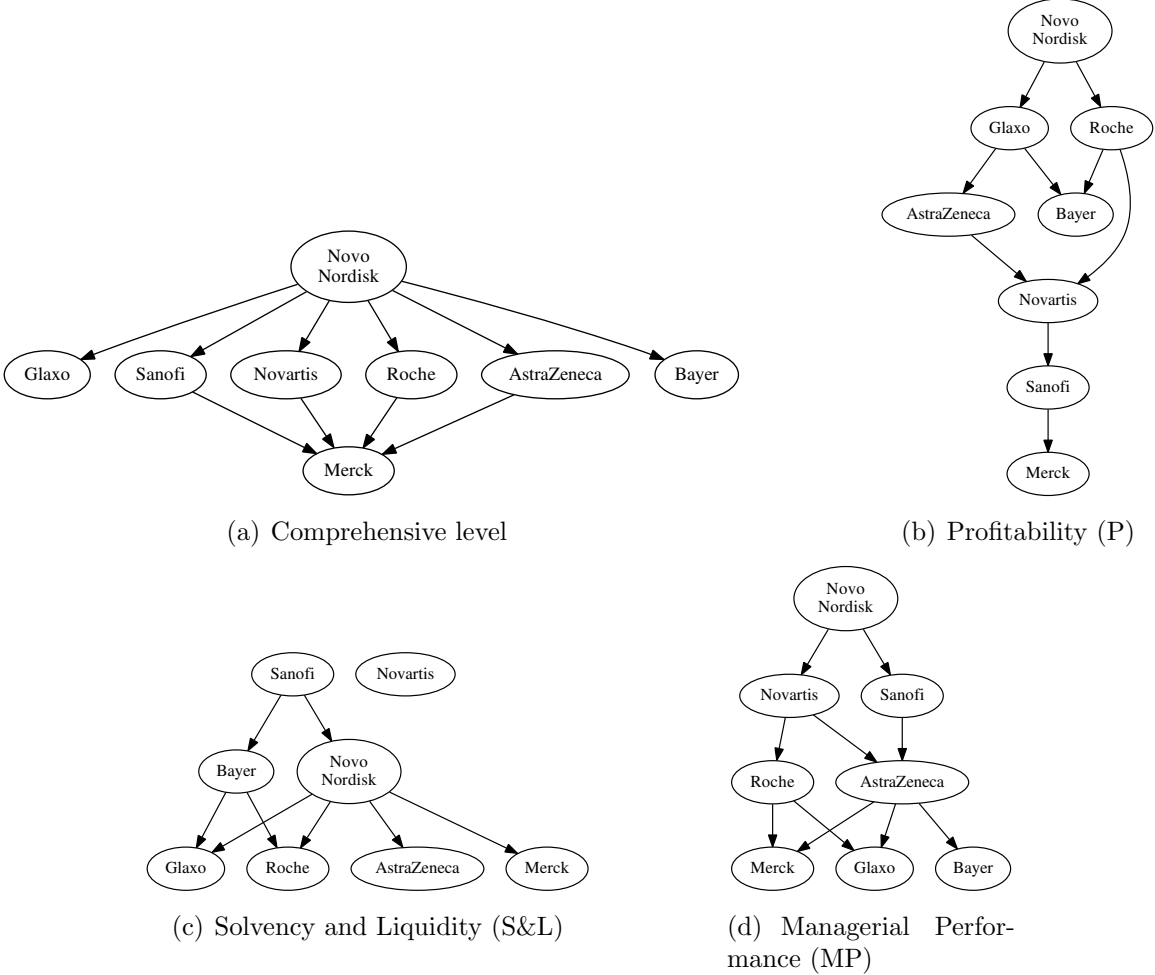 Novo
Nordisk
Glaxo
Sanofi
Novartis
Roche
AstraZeneca
Bayer
Merck
(a) Comprehensive level
Novo
Nordisk
Glaxo
Roche
AstraZeneca
Bayer
Novartis
Sanofi
Merck
(b) Profitability (P)
Sanofi
Novartis
Bayer
Novo
Nordisk
Glaxo
Roche
AstraZeneca
Merck
(c) Solvency and Liquidity (S&L)
Novo
Nordisk
Novartis
Sanofi
Roche
AstraZeneca
Merck
Glaxo
Bayer
(d) Managerial Perfor-
mance (MP)